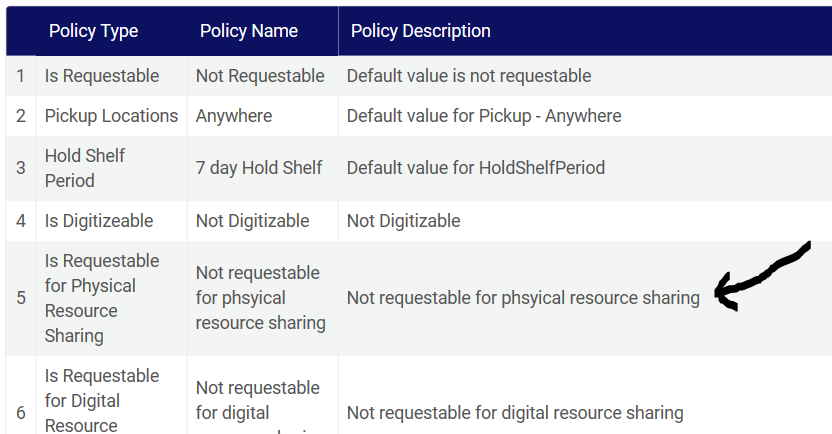 Policy Type Policy Name Policy Description
1 Is Requestable Not Requestable Default value is not requestable
2 Pickup Locations Anywhere Default value for Pickup - Anywhere
3 Hold Shelf
Period 7 day Hold Shelf Default value for HoldShelfPeriod
4 Is Digitizeable Not Digitizable Not Digitizable
5 Is Requestable
for Physical
Resource
Sharing
Not requestable
for phsyical
resource sharing
Not requestable for phsyical resource sharing
6 Is Requestable
for Digital
Resource
Not requestable
for digital
Not requestable for digital resource sharing